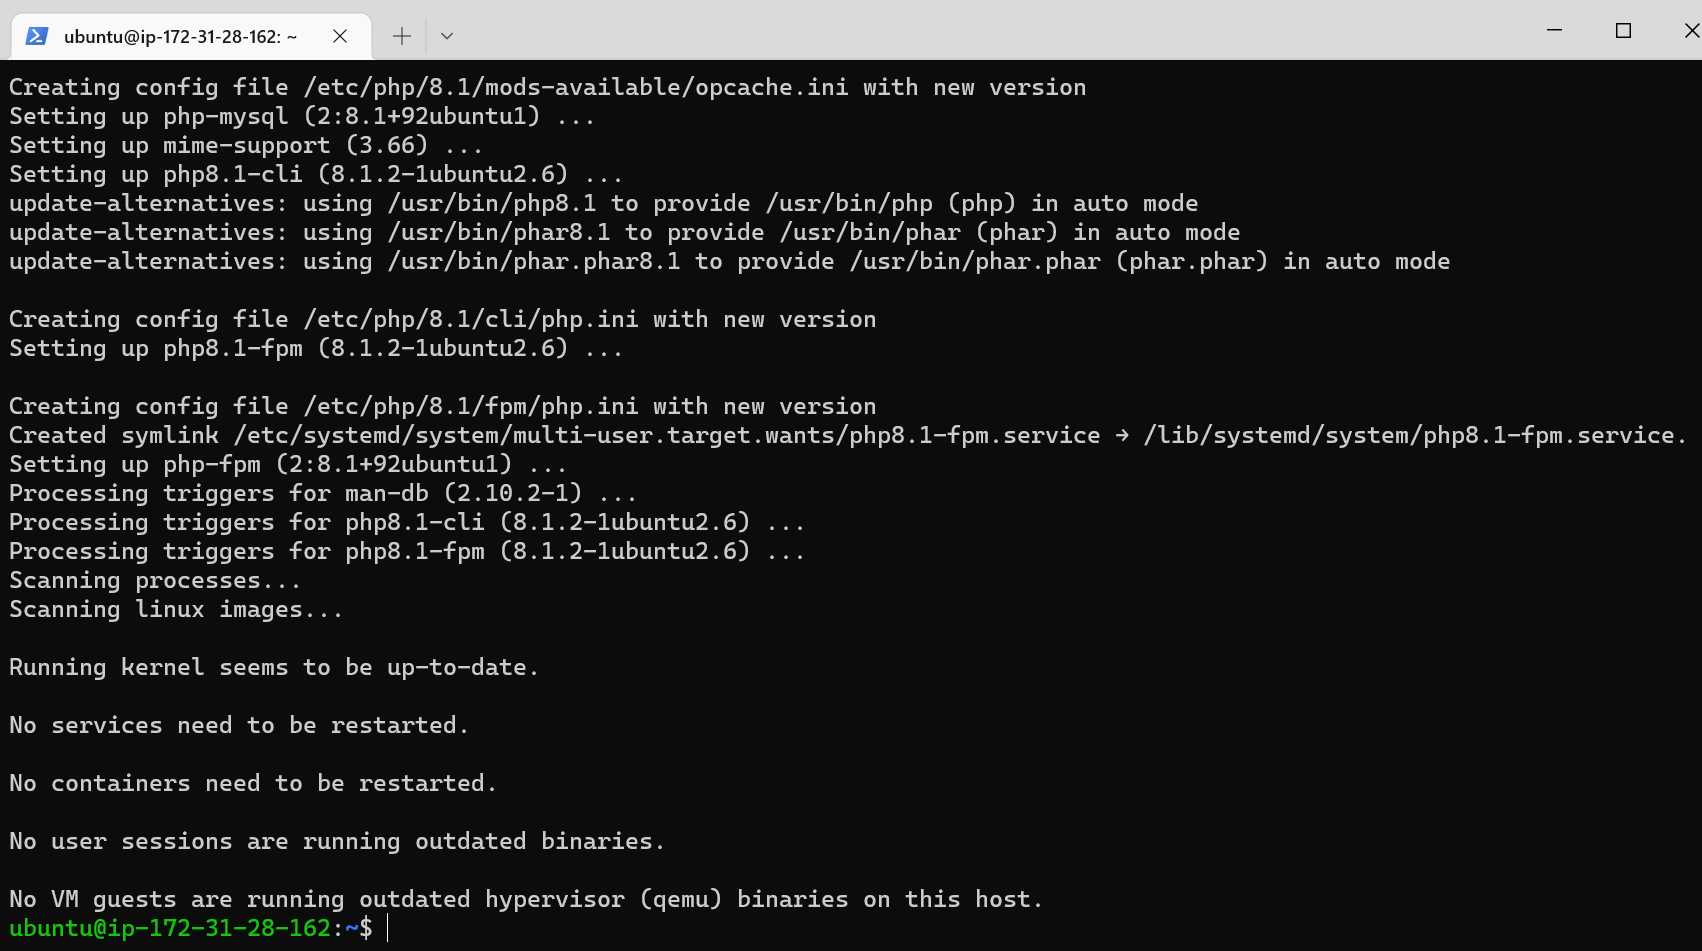 ubuntu@ip-172-31-28-162: ~
Creating config file /etc/php/8.1/mods-available/opcache.ini with new version
Setting up php-mysql (2:8.1+92ubuntu1) ...
Setting up mime-support (3.66) ...
Setting up php8.1-cli (8.1.2-1ubuntu2.6) ...
update-alternatives: using /usr/bin/php8.1 to provide /usr/bin/php (php) in auto mode
update-alternatives: using /usr/bin/phar8.1 to provide /usr/bin/phar (phar) in auto mode
update-alternatives: using /usr/bin/phar.phar8.1 to provide /usr/bin/phar.phar (phar.phar) in auto mode
Creating config file /etc/php/8.1/cli/php.ini with new version
Setting up php8.1-fpm (8.1.2-1ubuntu2.6) ...
Creating config file /etc/php/8.1/fpm/php.ini with new version
Created symlink /etc/systemd/system/multi-user.target.wants/php8.1-fpm.service → /lib/systemd/system/php8.1-fpm.service.
Setting up php-fpm (2:8.1+92ubuntu1) ...
Processing triggers for man-db (2.10.2-1) ...
Processing triggers for php8.1-cli (8.1.2-1ubuntu2.6) ...
Processing triggers for php8.1-fpm (8.1.2-1ubuntu2.6) ...
Scanning processes...
Scanning linux images...
Running kernel seems to be up-to-date.
No services need to be restarted.
No containers need to be restarted.
No user sessions are running outdated binaries.
No VM guests are running outdated hypervisor (qemu) binaries on this host.
ubuntu@ip-172-31-28-162:~$